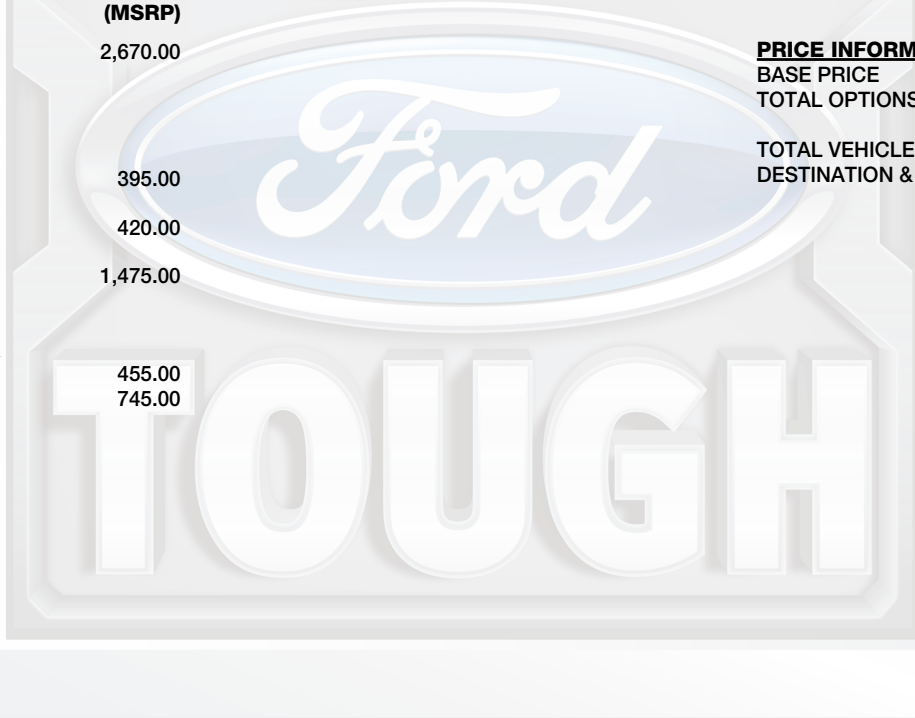 (MSRP)
2,670.00
395.00
420.00
1,475.00
455.00
745.00
PRICE INFORM
BASE PRICE
TOTAL OPTIONS
TOTAL VEHICLE
DESTINATION &
Ford
TOUGH